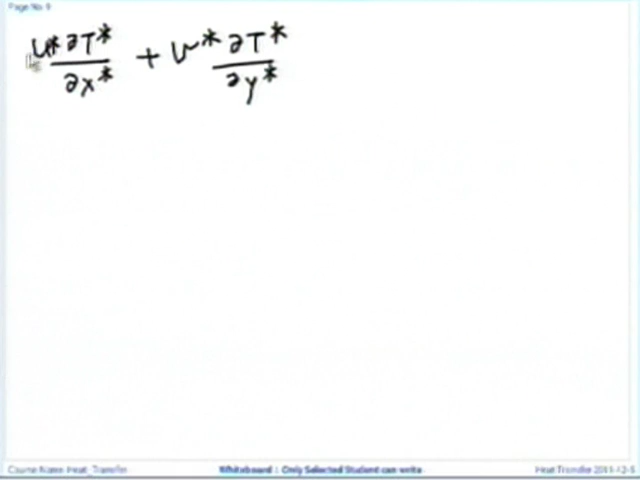 Page No. 9
u* ∂T*/∂x* + v* ∂T*/∂y*
Course Name: Heat_Transfer Whiteboard : Only Selected Student can write Heat Transfer 2011-12-5